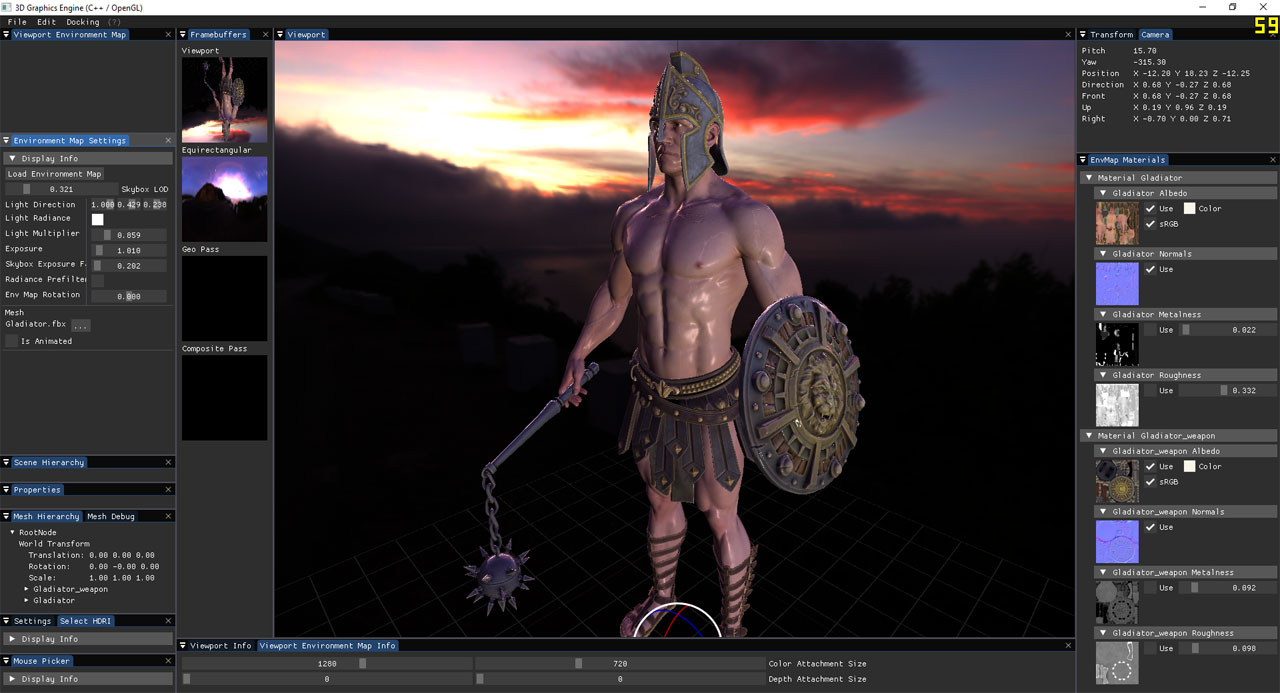 3D Graphics Engine (C++ / OpenGL)
File Edit Docking (?)
59
Viewport Environment Map
Environment Map Settings
Display Info
Load Environment Map
0.321 Skybox LOD
Light Direction 1.000 0.429 0.238
Light Radiance
Light Multiplier 0.859
Exposure 1.010
Skybox Exposure F 0.202
Radiance Prefilter
Env Map Rotation 0.000
Mesh
Gladiator.fbx ...
Is Animated
Scene Hierarchy
Properties
Mesh Hierarchy Mesh Debug
RootNode
World Transform
Translation: 0.00 0.00 0.00
Rotation: 0.00 -0.00 0.00
Scale: 1.00 1.00 1.00
Gladiator_weapon
Gladiator
Settings Select HDRI
Display Info
Mouse Picker
Display Info
Framebuffers
Viewport
Equirectangular
Geo Pass
Composite Pass
Viewport
Viewport Info Viewport Environment Map Info
1280 720 Color Attachment Size
0 0 Depth Attachment Size
Transform Camera
Pitch 15.70
Yaw -315.30
Position X -12.20 Y 18.23 Z -12.25
Direction X 0.68 Y -0.27 Z 0.68
Front X 0.68 Y -0.27 Z 0.68
Up X 0.19 Y 0.96 Z 0.19
Right X -0.70 Y 0.00 Z 0.71
EnvMap Materials
Material Gladiator
Gladiator Albedo
Use Color
sRGB
Gladiator Normals
Use
Gladiator Metalness
Use 0.022
Gladiator Roughness
Use 0.332
Material Gladiator_weapon
Gladiator_weapon Albedo
Use Color
sRGB
Gladiator_weapon Normals
Use
Gladiator_weapon Metalness
Use 0.092
Gladiator_weapon Roughness
Use 0.098